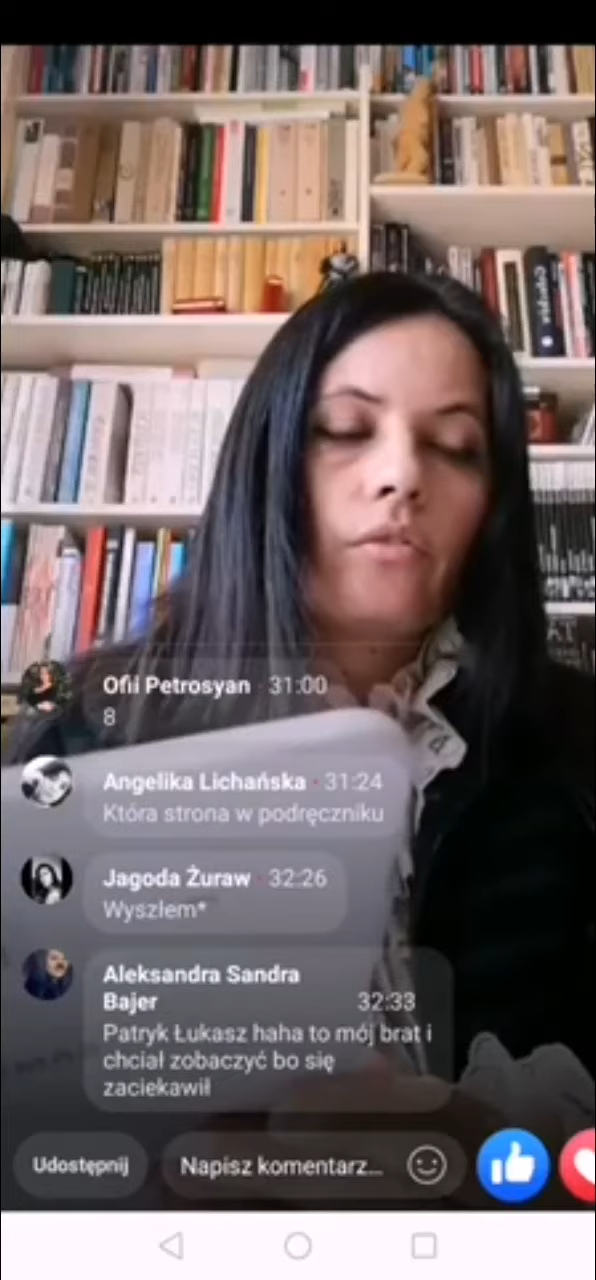 Ofii Petrosyan · 31:00
8
Angelika Lichańska · 31:24
Która strona w podręczniku
Jagoda Żuraw · 32:26
Wyszłem*
Aleksandra Sandra
Bajer 32:33
Patryk Łukasz haha to mój brat i
chciał zobaczyć bo się
zaciekawił
Udostępnij
Napisz komentarz...